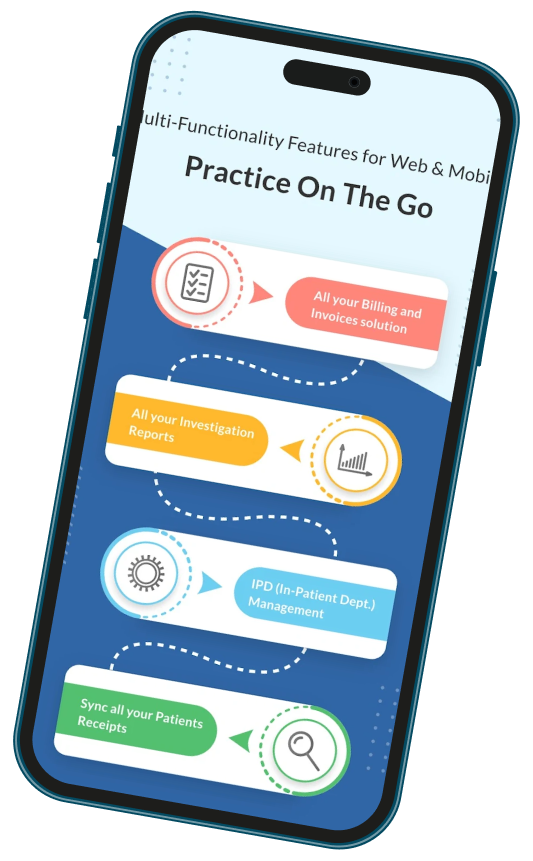 ulti-Functionality Features for Web & Mobi
Practice On The Go
All your Billing and
Invoices solution
All your Investigation
Reports
IPD (In-Patient Dept.)
Management
Sync all your Patients
Receipts